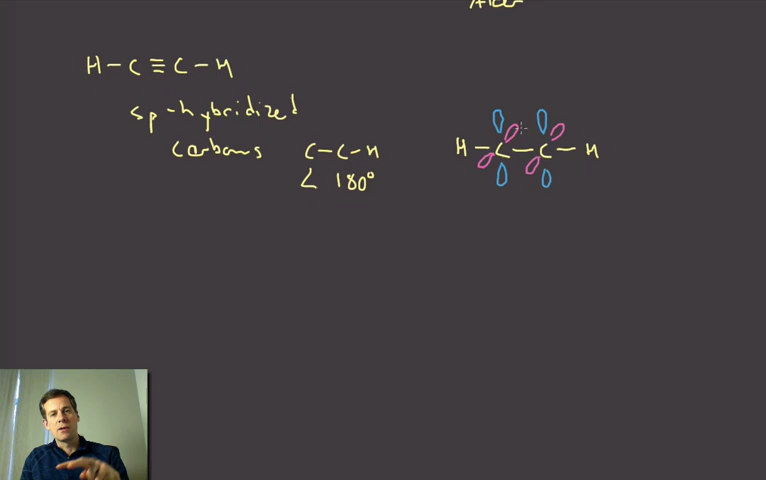 H-C≡C-H
sp-hybridized
carbons
C-C-H
∠ 180°
H-C-C-H